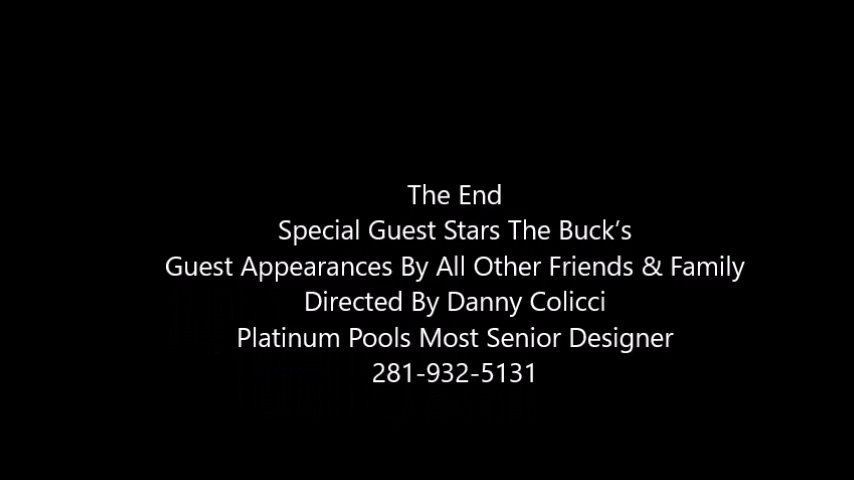 The End
Special Guest Stars The Buck’s
Guest Appearances By All Other Friends & Family
Directed By Danny Colicci
Platinum Pools Most Senior Designer
281-932-5131